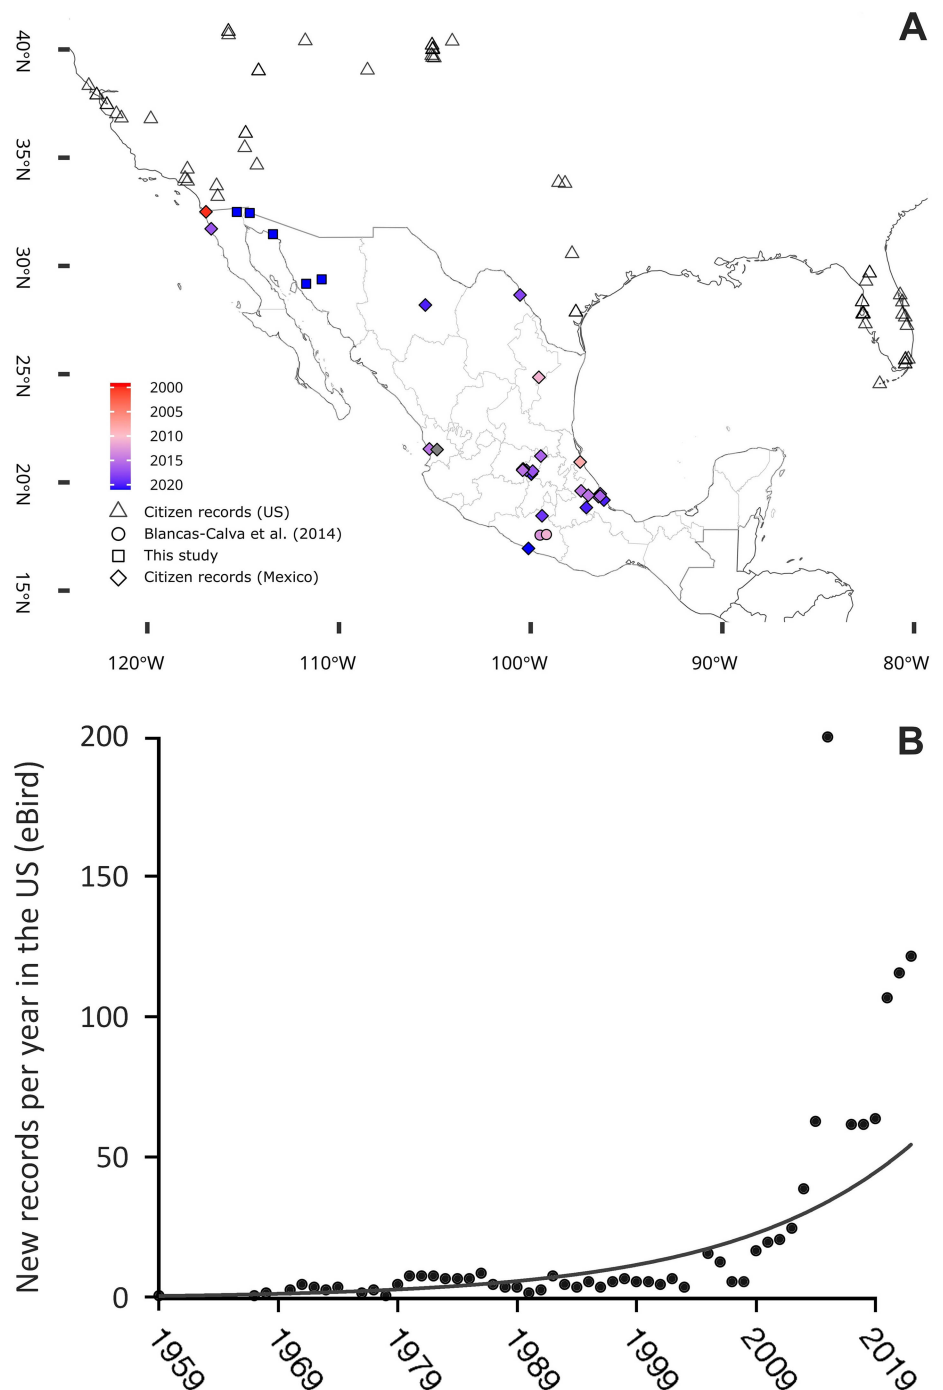 A
40°N
35°N
30°N
25°N
20°N
15°N
2000
2005
2010
2015
2020
Citizen records (US)
Blancas-Calva et al. (2014)
This study
Citizen records (Mexico)
120°W
110°W
100°W
90°W
80°W
B
New records per year in the US (eBird)
200
150
100
50
0
1959
1969
1979
1989
1999
2009
2019